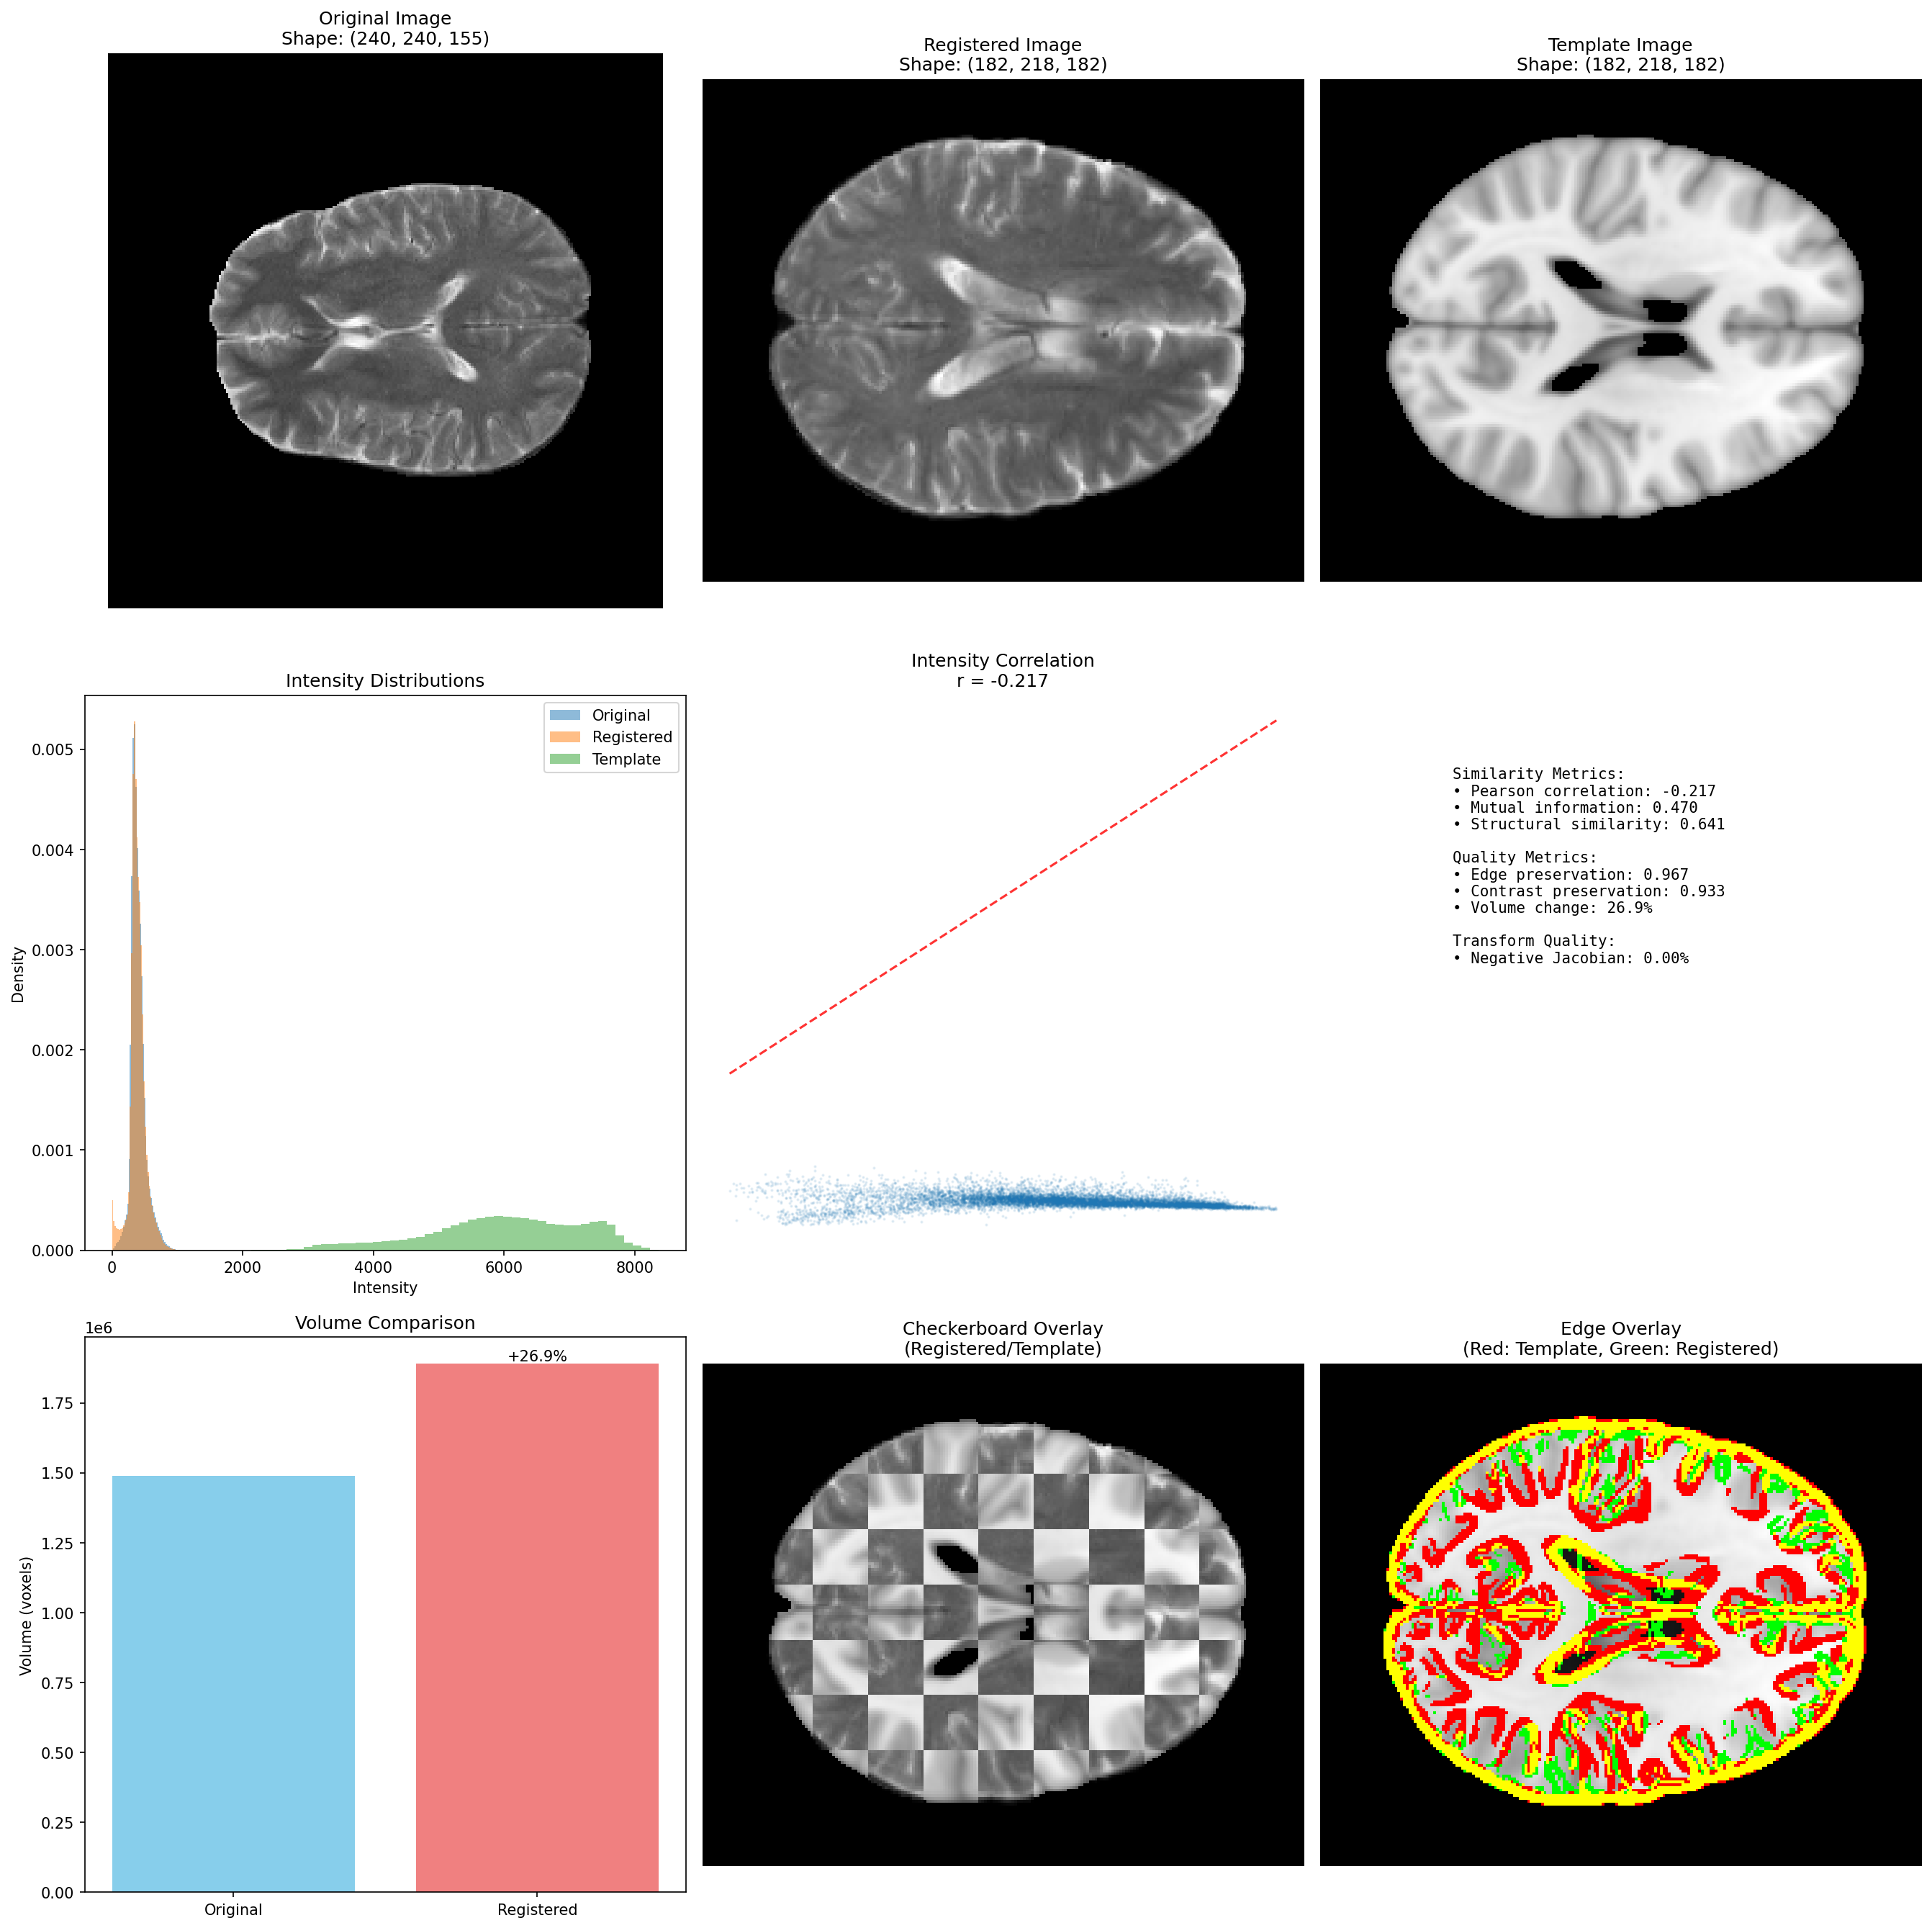 Original Image
Shape: (240, 240, 155)
Registered Image
Shape: (182, 218, 182)
Template Image
Shape: (182, 218, 182)
Intensity Distributions
Original
Registered
Template
0.005
0.004
0.003
0.002
0.001
0.000
Density
0
2000
4000
6000
8000
Intensity
Intensity Correlation
r = -0.217
Similarity Metrics:
• Pearson correlation: -0.217
• Mutual information: 0.470
• Structural similarity: 0.641
Quality Metrics:
• Edge preservation: 0.967
• Contrast preservation: 0.933
• Volume change: 26.9%
Transform Quality:
• Negative Jacobian: 0.00%
Volume Comparison
1e6
+26.9%
1.75
1.50
1.25
1.00
0.75
0.50
0.25
0.00
Volume (voxels)
Original
Registered
Checkerboard Overlay
(Registered/Template)
Edge Overlay
(Red: Template, Green: Registered)